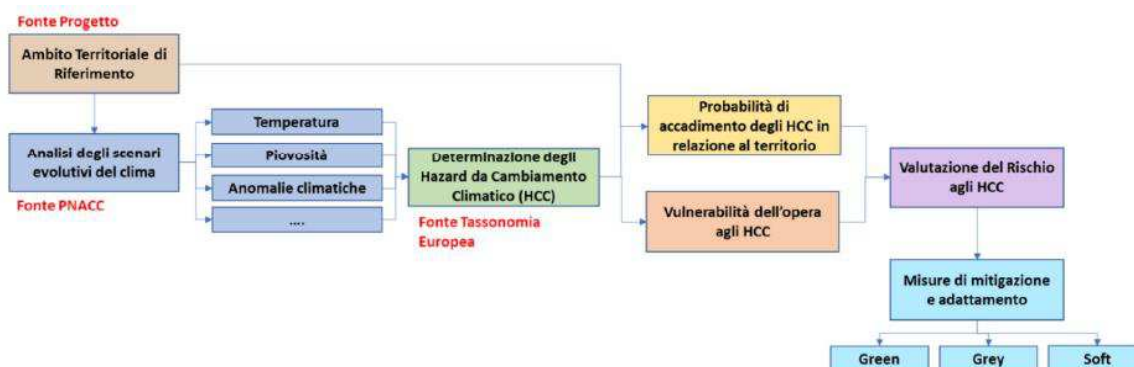 Fonte Progetto
Ambito Territoriale di
Riferimento
Analisi degli scenari
evolutivi del clima
Fonte PNACC
Temperatura
Piovosità
Anomalie climatiche
....
Determinazione degli
Hazard da Cambiamento
Climatico (HCC)
Fonte Tassonomia
Europea
Probabilità di
accadimento degli HCC in
relazione al territorio
Vulnerabilità dell'opera
agli HCC
Valutazione del Rischio
agli HCC
Misure di mitigazione
e adattamento
Green
Grey
Soft